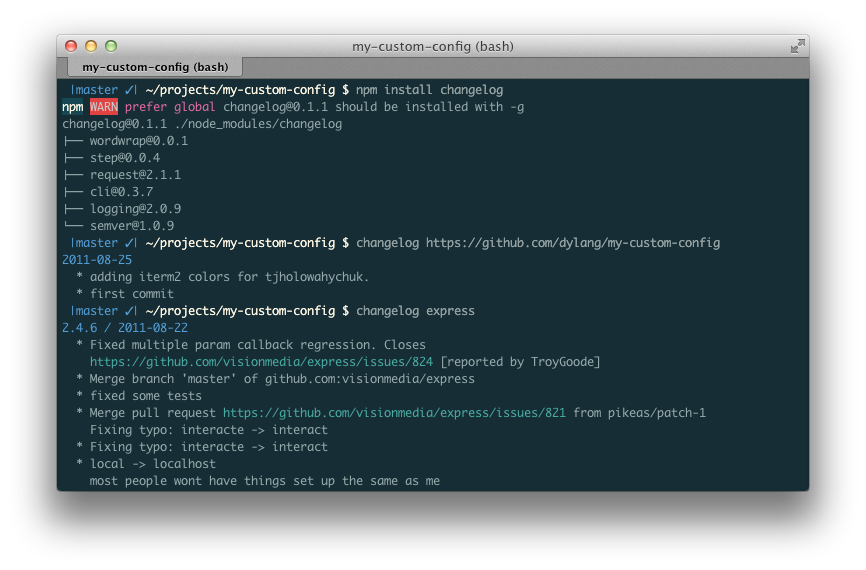 my-custom-config (bash)
my-custom-config (bash)
|master ✓| ~/projects/my-custom-config $ npm install changelog
npm WARN prefer global changelog@0.1.1 should be installed with -g
changelog@0.1.1 ./node_modules/changelog
├── wordwrap@0.0.1
├── step@0.0.4
├── request@2.1.1
├── cli@0.3.7
├── logging@2.0.9
└── semver@1.0.9
|master ✓| ~/projects/my-custom-config $ changelog https://github.com/dylang/my-custom-config
2011-08-25
* adding iterm2 colors for tjholowahychuk.
* first commit
|master ✓| ~/projects/my-custom-config $ changelog express
2.4.6 / 2011-08-22
* Fixed multiple param callback regression. Closes
https://github.com/visionmedia/express/issues/824 [reported by TroyGoode]
* Merge branch 'master' of github.com:visionmedia/express
* fixed some tests
* Merge pull request https://github.com/visionmedia/express/issues/821 from pikeas/patch-1
Fixing typo: interacte -> interact
* Fixing typo: interacte -> interact
* local -> localhost
most people wont have things set up the same as me